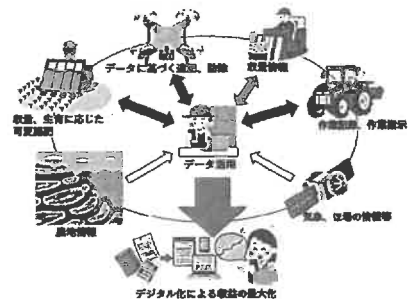 データに基づく追肥、防除
収量情報
収量、生育に応じた
可変施肥
作業記録、作業指示
データ活用
農地情報
気象、ほ場の情報等
デジタル化による収益の最大化